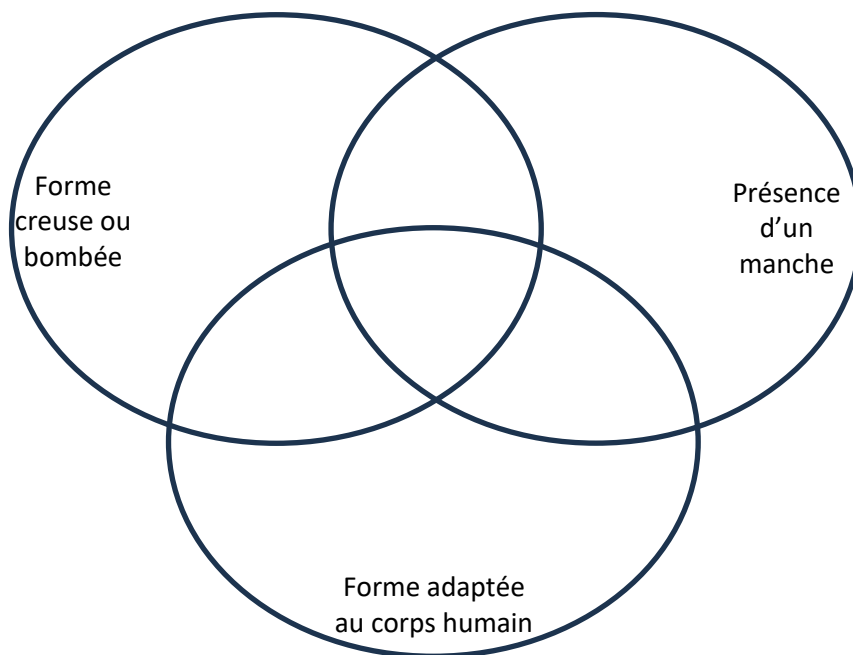 Forme
creuse ou
bombée
Présence
d’un
manche
Forme adaptée
au corps humain